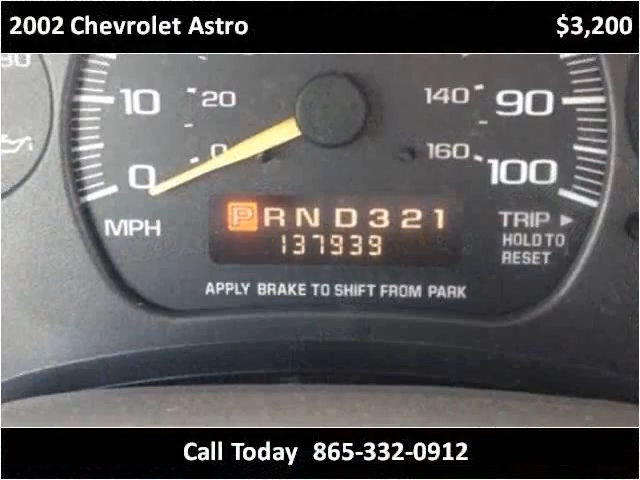 2002 Chevrolet Astro $3,200
10 20 140 90
0 0 160 100
MPH PRND321 TRIP
137939 HOLD TO
RESET
APPLY BRAKE TO SHIFT FROM PARK
Call Today 865-332-0912